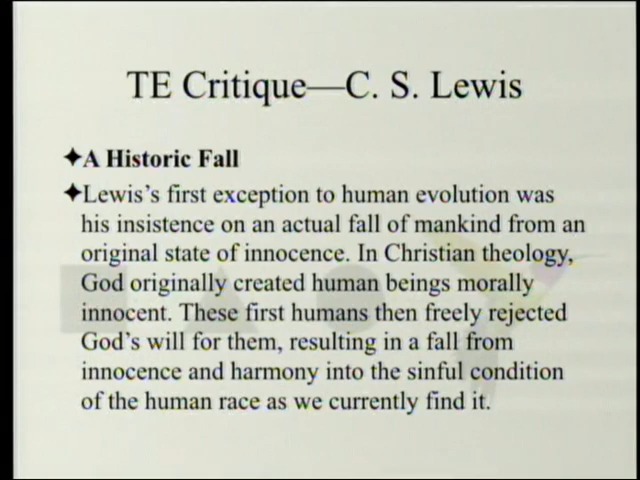 TE Critique—C. S. Lewis
✦A Historic Fall
✦Lewis's first exception to human evolution was
his insistence on an actual fall of mankind from an
original state of innocence. In Christian theology,
God originally created human beings morally
innocent. These first humans then freely rejected
God's will for them, resulting in a fall from
innocence and harmony into the sinful condition
of the human race as we currently find it.